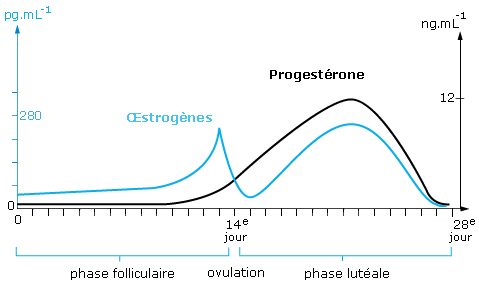 pg.mL-1
ng.mL-1
Progestérone
12
280
Œstrogènes
0
0
14e
jour
28e
jour
phase folliculaire
ovulation
phase lutéale